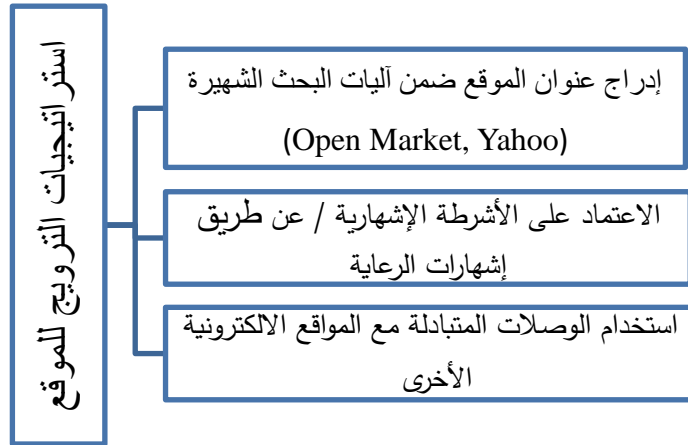 استراتيجيات الترويج للموقع
إدراج عنوان الموقع ضمن آليات البحث الشهيرة
(Open Market, Yahoo)
الاعتماد على الأشرطة الإشهارية / عن طريق
إشهارات الرعاية
استخدام الوصلات المتبادلة مع المواقع الالكترونية
الأخرى